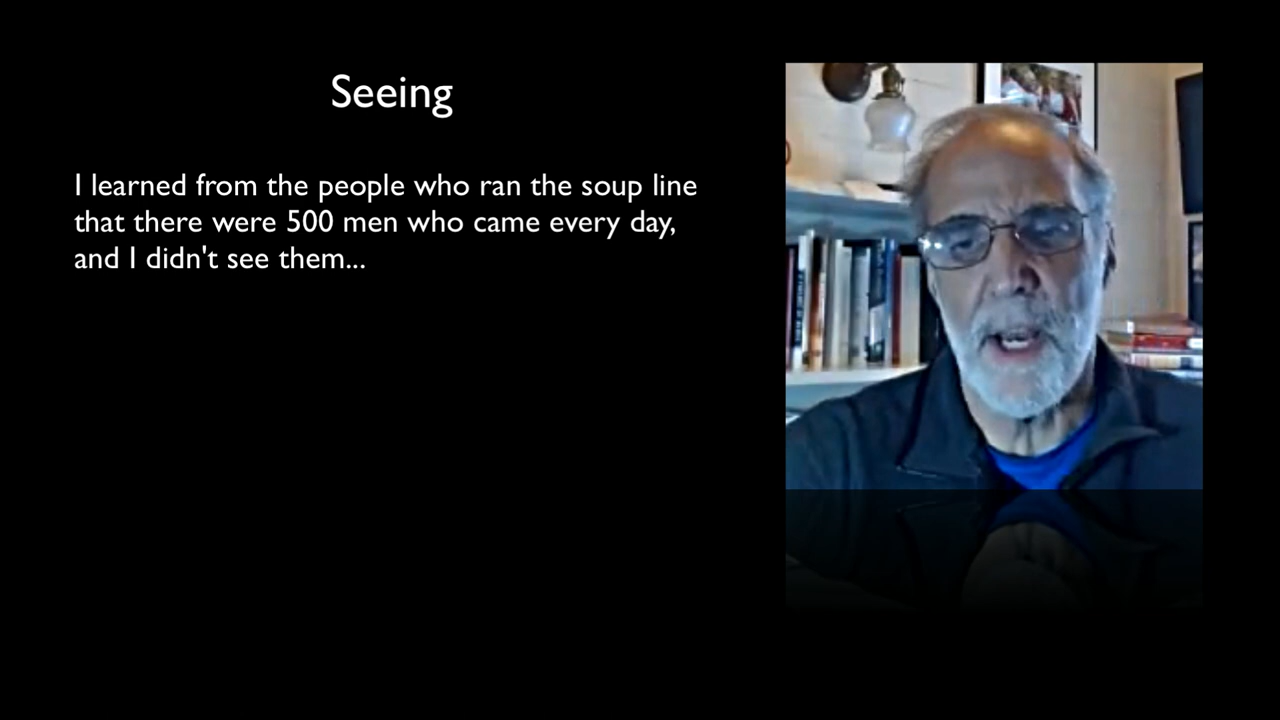 Seeing
I learned from the people who ran the soup line
that there were 500 men who came every day,
and I didn't see them...